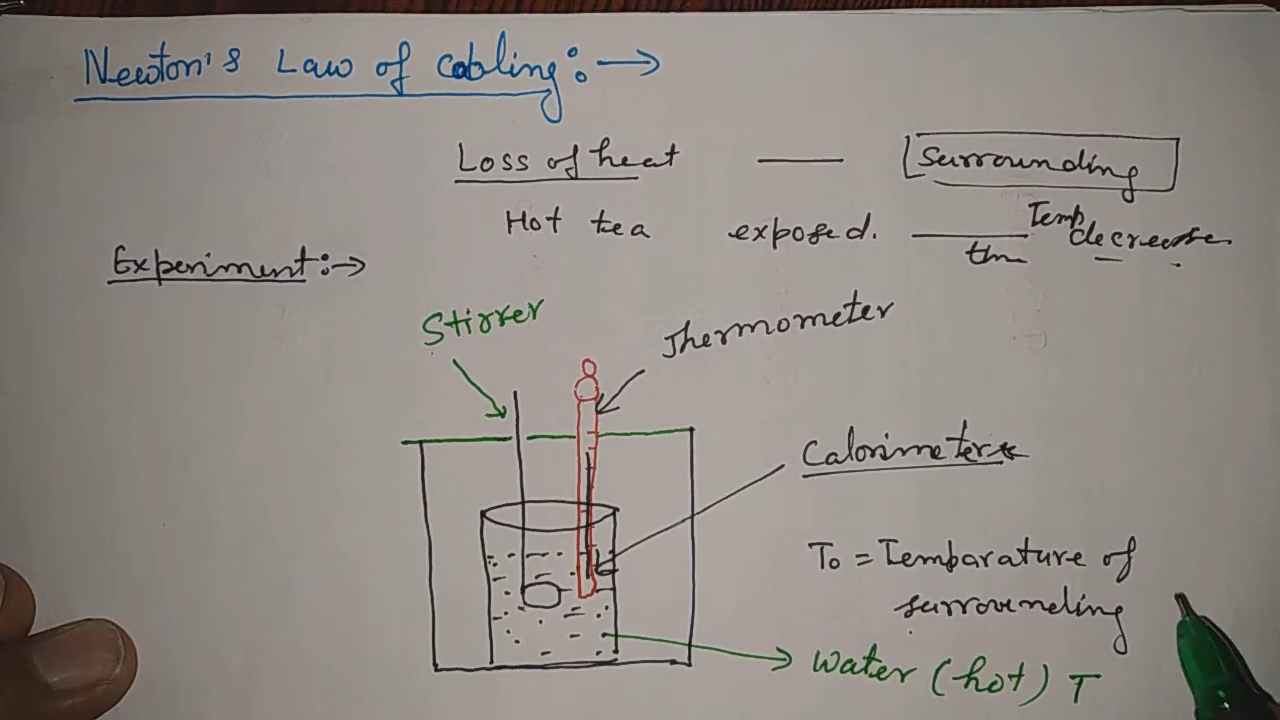 Newton's Law of Cooling :→
Loss of heat — Surrounding
Hot tea exposed. — Temp decrease
Experiment :→
Stirrer
Thermometer
Calorimeter
To = Temparature of
surrounding
Water (hot) T